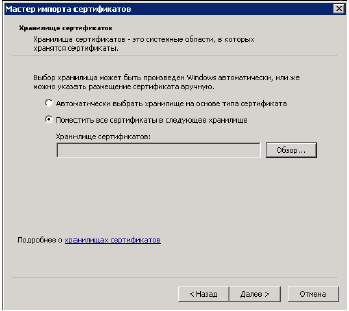 Мастер импорта сертификатов
Хранилище сертификатов
Хранилища сертификатов - это системные области, в которых
хранятся сертификаты.
Выбор хранилища может быть произведен Windows автоматически, или же
можно указать размещение сертификата вручную.
Автоматически выбрать хранилище на основе типа сертификата
Поместить все сертификаты в следующее хранилище
Хранилище сертификатов:
Обзор...
Подробнее о хранилищах сертификатов
< Назад
Далее >
Отмена